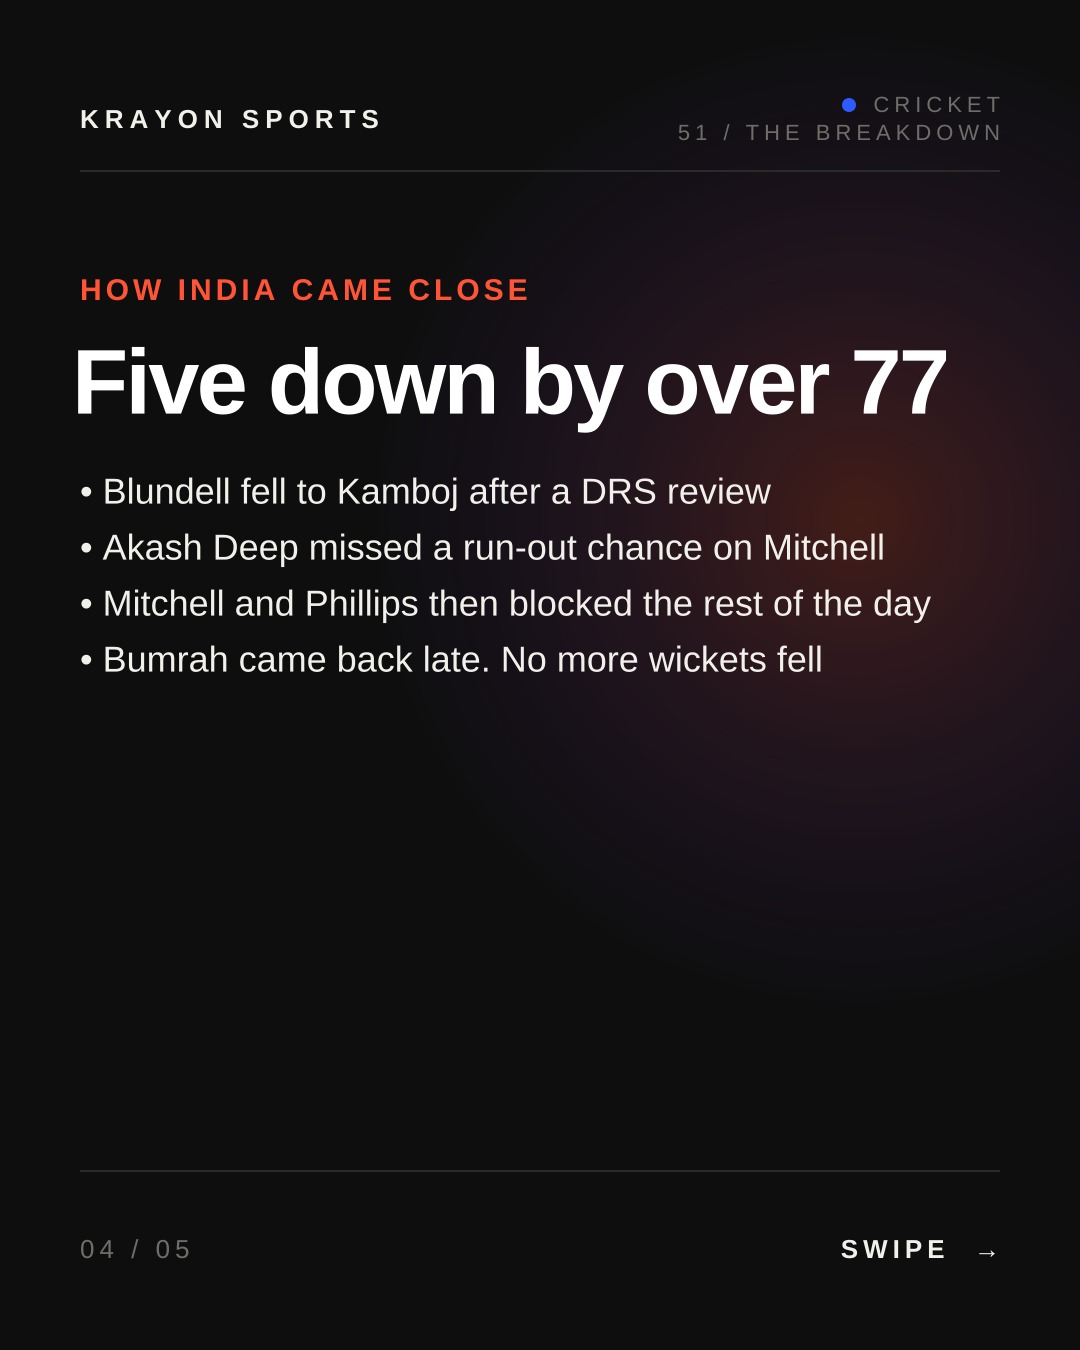 KRAYON SPORTS
CRICKET
51 / THE BREAKDOWN
HOW INDIA CAME CLOSE
Five down by over 77
• Blundell fell to Kamboj after a DRS review
• Akash Deep missed a run-out chance on Mitchell
• Mitchell and Phillips then blocked the rest of the day
• Bumrah came back late. No more wickets fell
04 / 05
SWIPE →